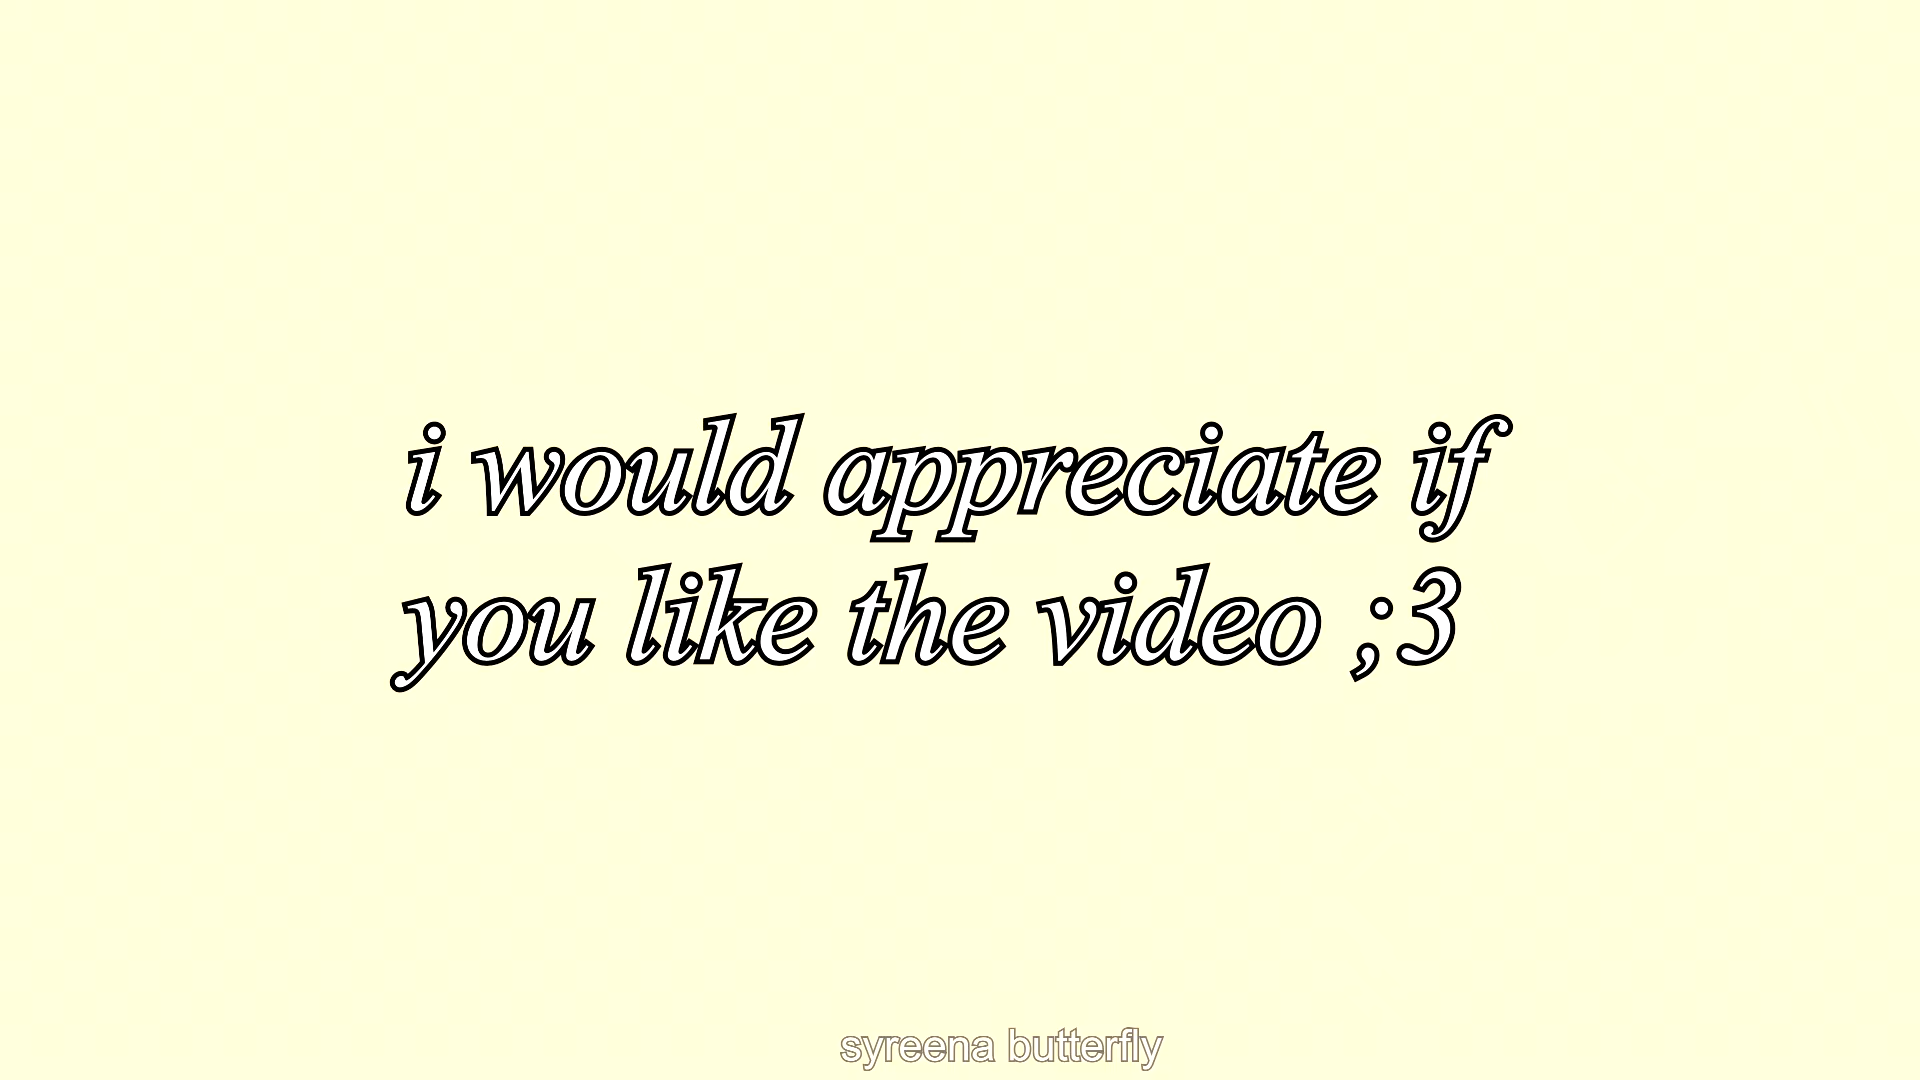 i would appreciate if
you like the video ;3
syreena butterfly